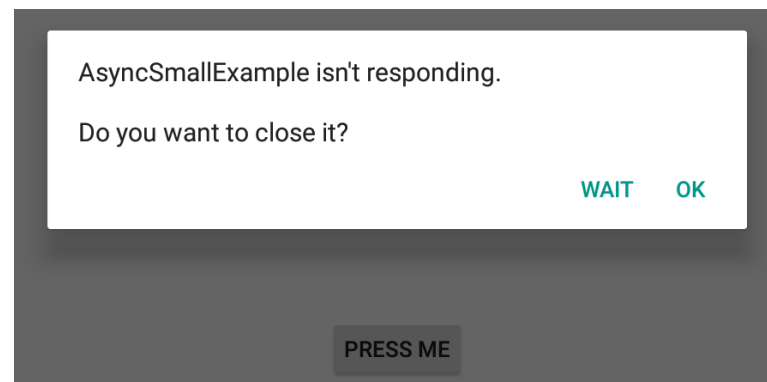 AsyncSmallExample isn't responding.
Do you want to close it?
WAIT OK
PRESS ME